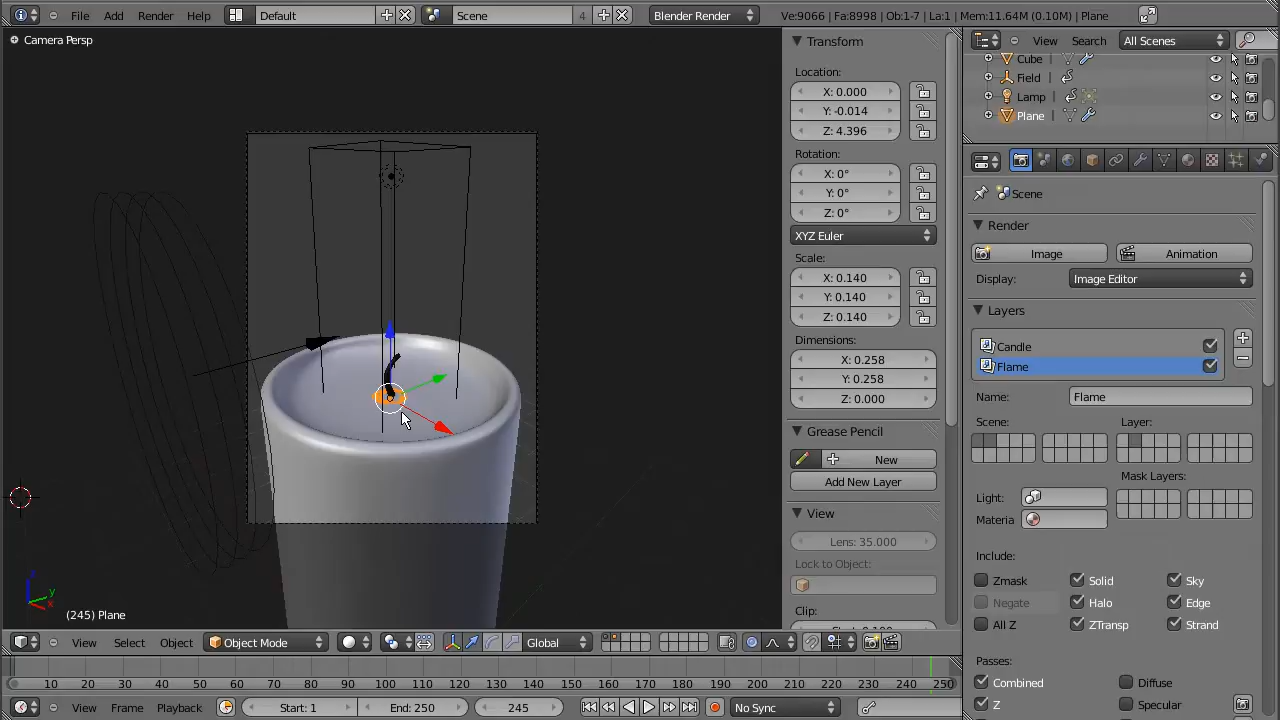 File Add Render Help Default Scene 4 Blender Render Ve:9066 | Fa:8998 | Ob:1-7 | La:1 | Mem:11.64M (0.10M) | Plane
Camera Persp
Transform
Location:
X: 0.000
Y: -0.014
Z: 4.396
Rotation:
X: 0°
Y: 0°
Z: 0°
XYZ Euler
Scale:
X: 0.140
Y: 0.140
Z: 0.140
Dimensions:
X: 0.258
Y: 0.258
Z: 0.000
Grease Pencil
New
Add New Layer
View
Lens: 35.000
Lock to Object:
Clip:
View Search All Scenes
Cube
Field
Lamp
Plane
Scene
Render
Image Animation
Display: Image Editor
Layers
Candle
Flame
Name: Flame
Scene: Layer:
Mask Layers:
Light:
Materia
Include:
Zmask Solid Sky
Negate Halo Edge
All Z ZTransp Strand
Passes:
Combined Diffuse
Z Specular
z
y
x
(245) Plane
View Select Object Object Mode Global
10 20 30 40 50 60 70 80 90 100 110 120 130 140 150 160 170 180 190 200 210 220 230 240 250
View Frame Playback Start: 1 End: 250 245 No Sync